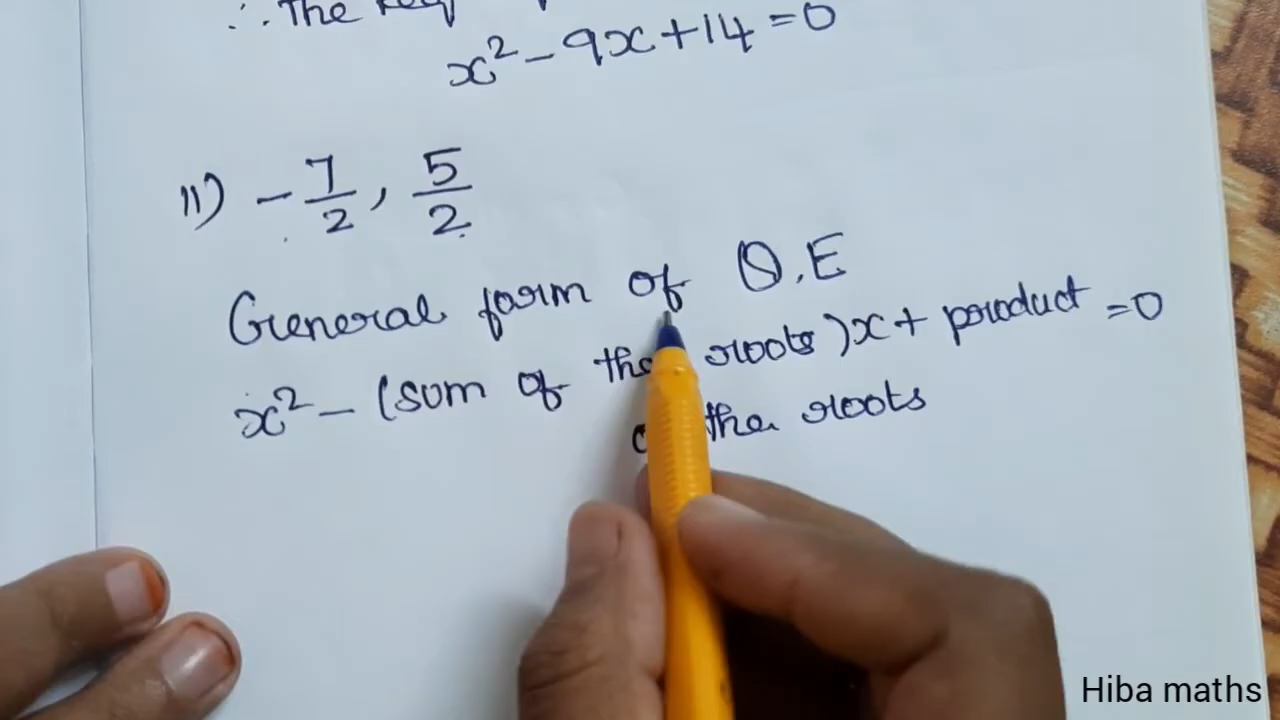 ∴ The
x² - 9x + 14 = 0
11) - 7/2, 5/2
General form of Q.E
x² - (sum of the roots)x + product = 0
the roots
Hiba maths